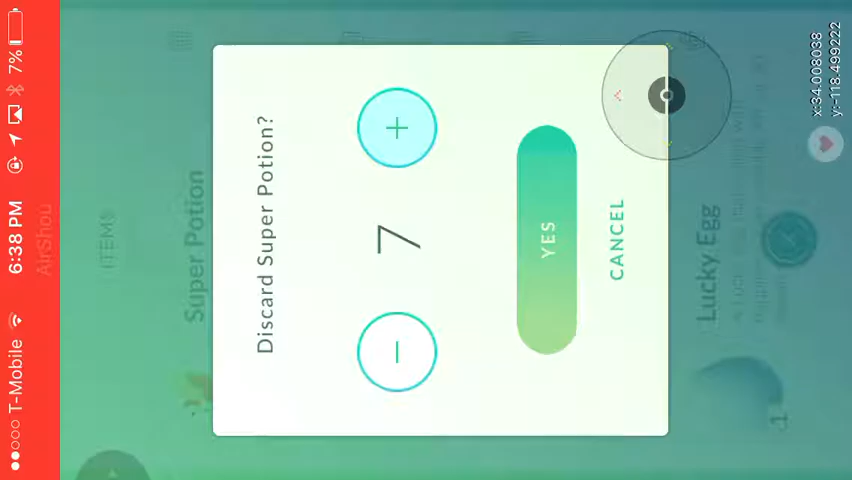 ●●○○○ T-Mobile 6:38 PM 7%
AirShou
ITEMS
Super Potion
Discard Super Potion?
+
7
−
YES
CANCEL
Lucky Egg
1
x:34.008038
y:-118.499222